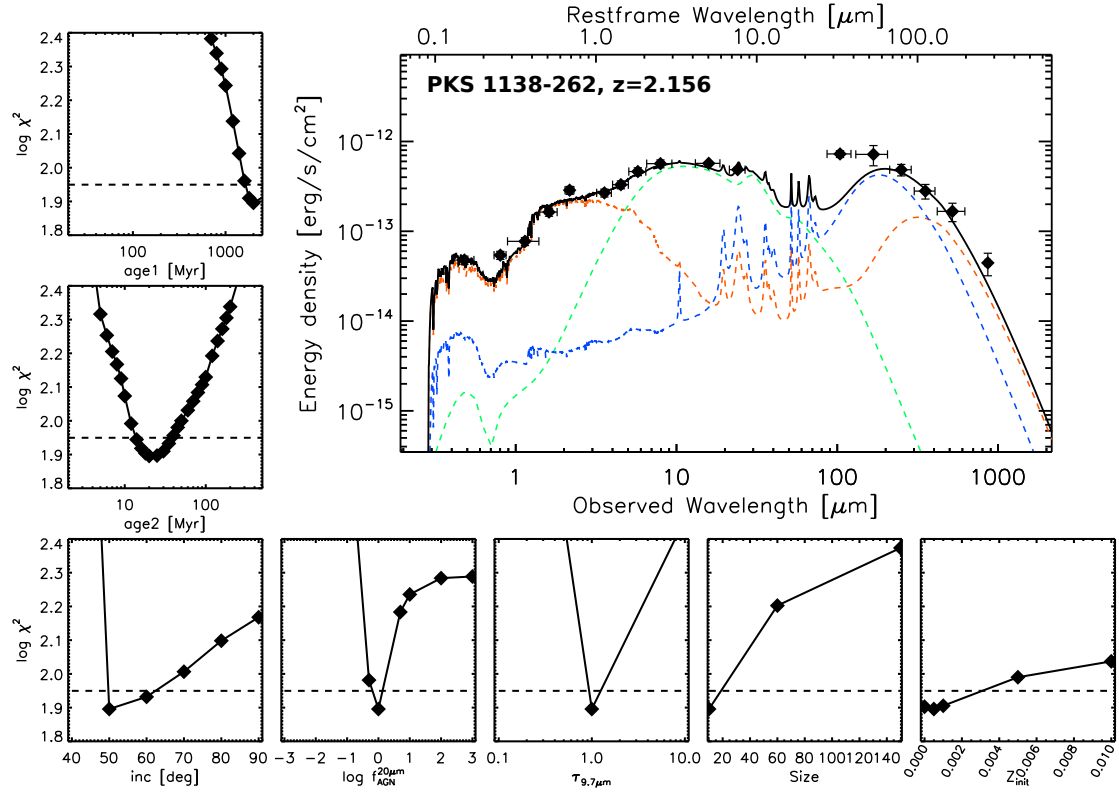 Restframe Wavelength [μm]
0.1 1.0 10.0 100.0
PKS 1138-262, z=2.156
Energy density [erg/s/cm²]
10⁻¹²
10⁻¹³
10⁻¹⁴
10⁻¹⁵
1 10 100 1000
Observed Wavelength [μm]
log χ²
2.4
2.3
2.2
2.1
2.0
1.9
1.8
100 1000
age1 [Myr]
log χ²
2.4
2.3
2.2
2.1
2.0
1.9
1.8
10 100
age2 [Myr]
log χ²
2.4
2.3
2.2
2.1
2.0
1.9
1.8
40 50 60 70 80 90
inc [deg]
−3 −2 −1 0 1 2 3
log f_AGN^20μm
0.1 1.0 10.0
τ_9.7μm
20 40 60 80 100 120 140
Size
0.000 0.002 0.004 0.006 0.008 0.010